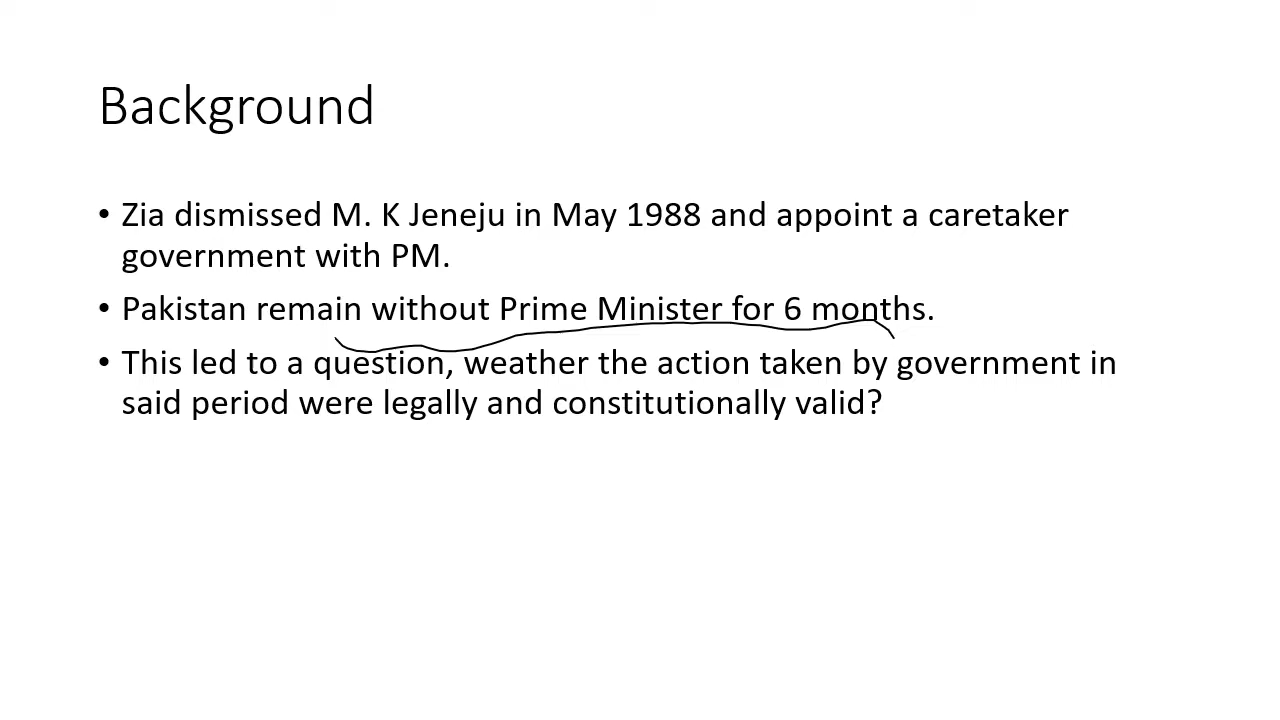 Background
• Zia dismissed M. K Jeneju in May 1988 and appoint a caretaker
government with PM.
• Pakistan remain without Prime Minister for 6 months.
• This led to a question, weather the action taken by government in
said period were legally and constitutionally valid?